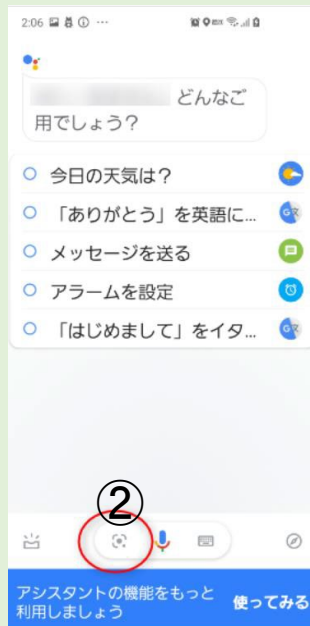 2:06
どんなご
用でしょう？
今日の天気は？
「ありがとう」を英語に...
メッセージを送る
アラームを設定
「はじめまして」をイタ...
②
アシスタントの機能をもっと
利用しましょう
使ってみる